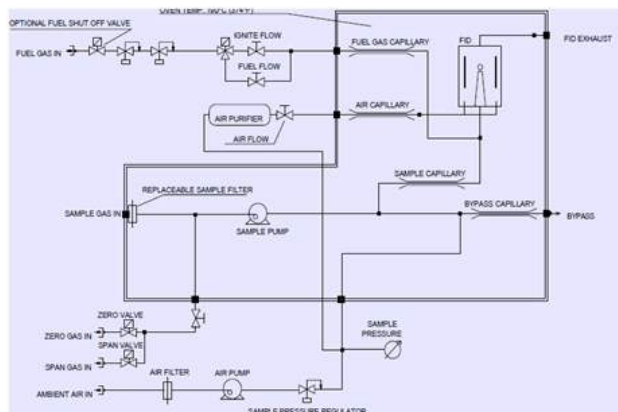 OPTIONAL FUEL SHUT OFF VALVE
IGNITE FLOW
FUEL GAS IN
FUEL FLOW
FUEL GAS CAPILLARY
FID
FID EXHAUST
AIR PURIFIER
AIR FLOW
AIR CAPILLARY
SAMPLE CAPILLARY
REPLACEABLE SAMPLE FILTER
SAMPLE GAS IN
SAMPLE PUMP
BYPASS CAPILLARY
BYPASS
ZERO VALVE
ZERO GAS IN
SPAN VALVE
SPAN GAS IN
SAMPLE
PRESSURE
AIR FILTER
AIR PUMP
AMBIENT AIR IN
SAMPLE PRESSURE REGULATOR